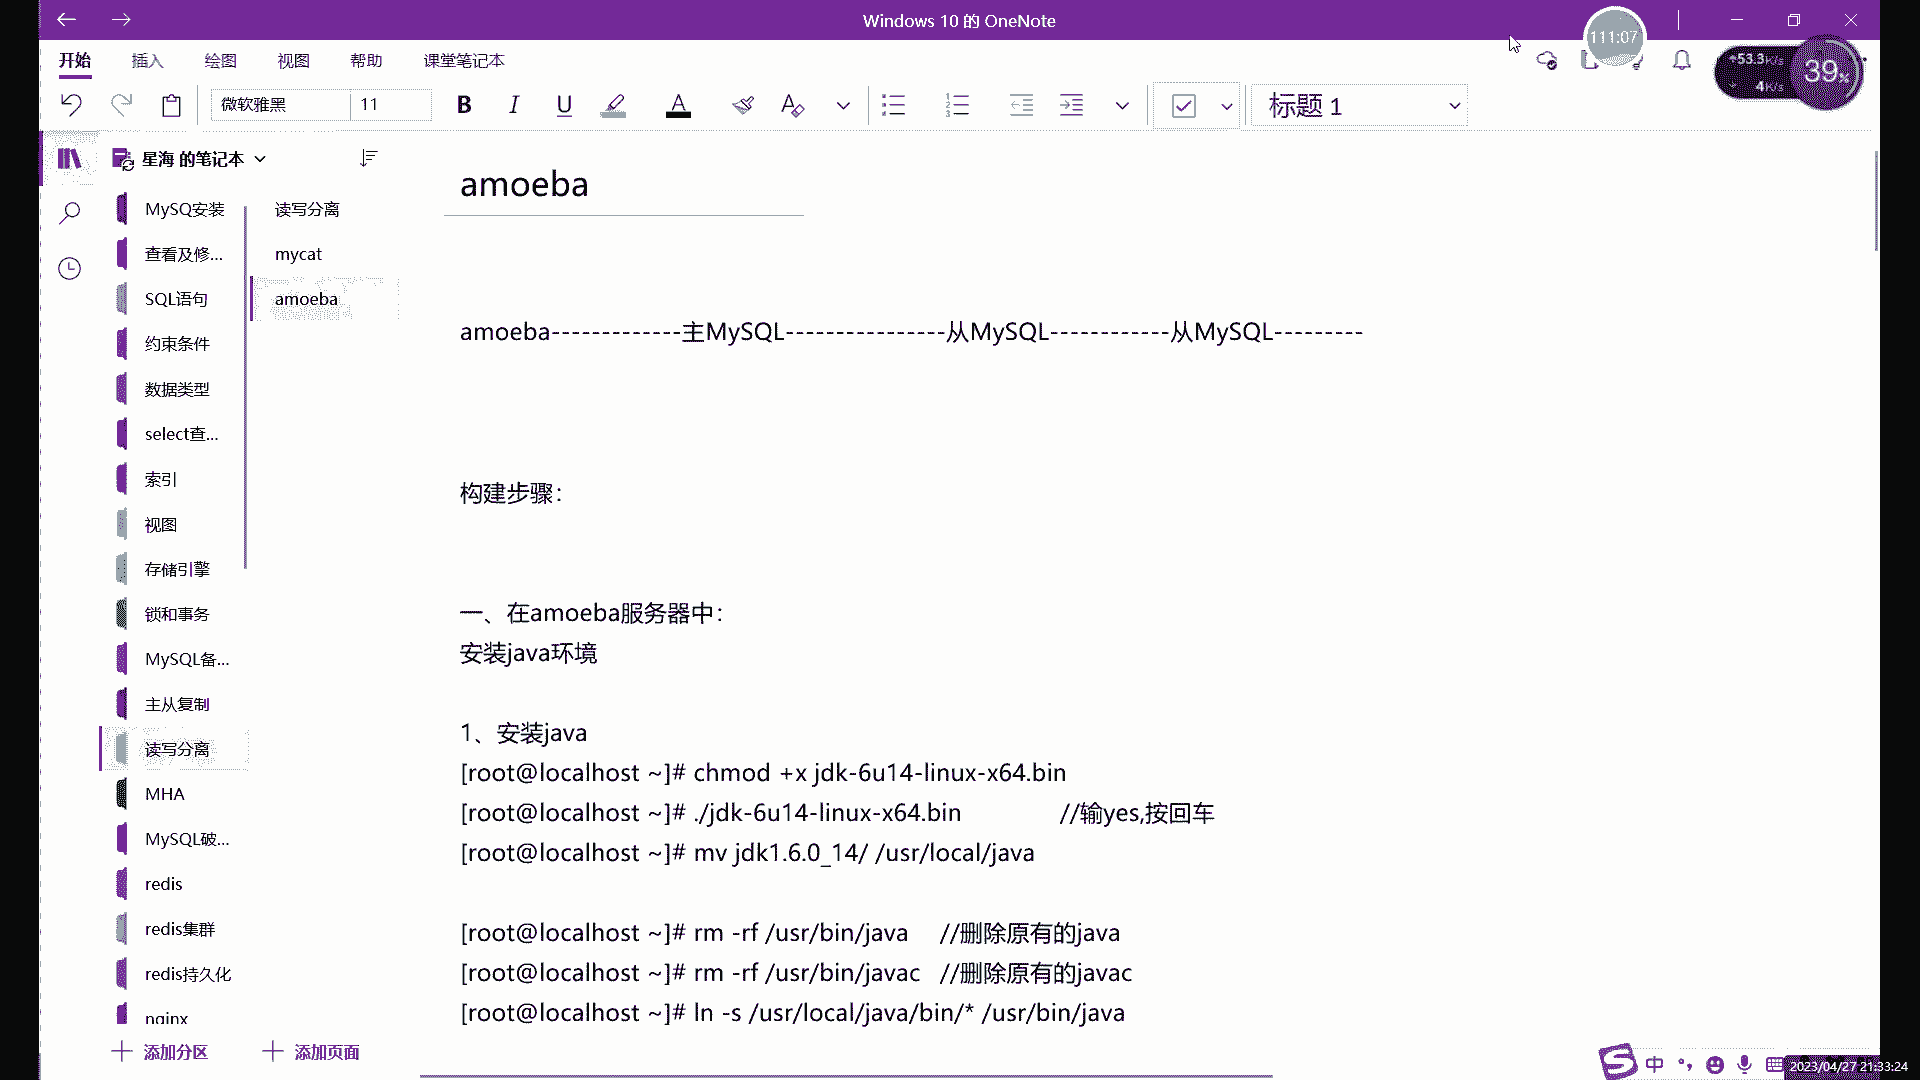 Windows 10 的 OneNote
111:07
开始 插入 绘图 视图 帮助 课堂笔记本
53.3K/s
4K/s
39%
微软雅黑 11 B I U A 标题 1
星海 的笔记本
MySQ安装
查看及修...
SQL语句
约束条件
数据类型
select查...
索引
视图
存储引擎
锁和事务
MySQL备...
主从复制
读写分离
MHA
MySQL破...
redis
redis集群
redis持久化
nginx
添加分区
读写分离
mycat
amoeba
添加页面
amoeba
amoeba-------------主MySQL----------------从MySQL------------从MySQL---------
构建步骤：
一、在amoeba服务器中：
安装java环境
1、安装java
[root@localhost ~]# chmod +x jdk-6u14-linux-x64.bin
[root@localhost ~]# ./jdk-6u14-linux-x64.bin //输yes,按回车
[root@localhost ~]# mv jdk1.6.0_14/ /usr/local/java
[root@localhost ~]# rm -rf /usr/bin/java //删除原有的java
[root@localhost ~]# rm -rf /usr/bin/javac //删除原有的javac
[root@localhost ~]# ln -s /usr/local/java/bin/* /usr/bin/java
中
2023/04/27 21:33:24